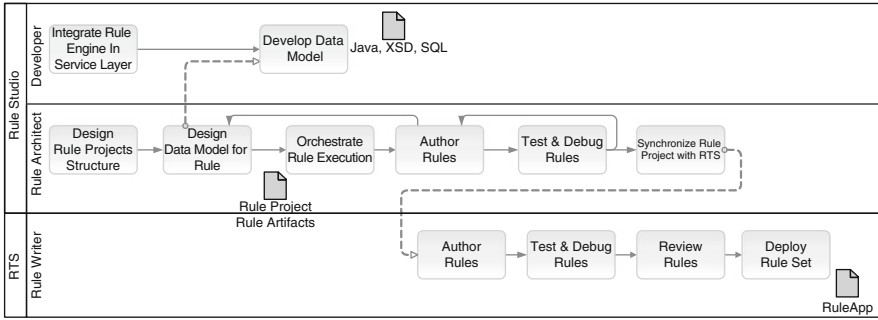 Rule Studio
Developer
Integrate Rule
Engine In
Service Layer
Develop Data
Model
Java, XSD, SQL
Rule Architect
Design
Rule Projects
Structure
Design
Data Model for
Rule
Orchestrate
Rule Execution
Author
Rules
Test & Debug
Rules
Synchronize Rule
Project with RTS
Rule Project
Rule Artifacts
RTS
Rule Writer
Author
Rules
Test & Debug
Rules
Review
Rules
Deploy
Rule Set
RuleApp